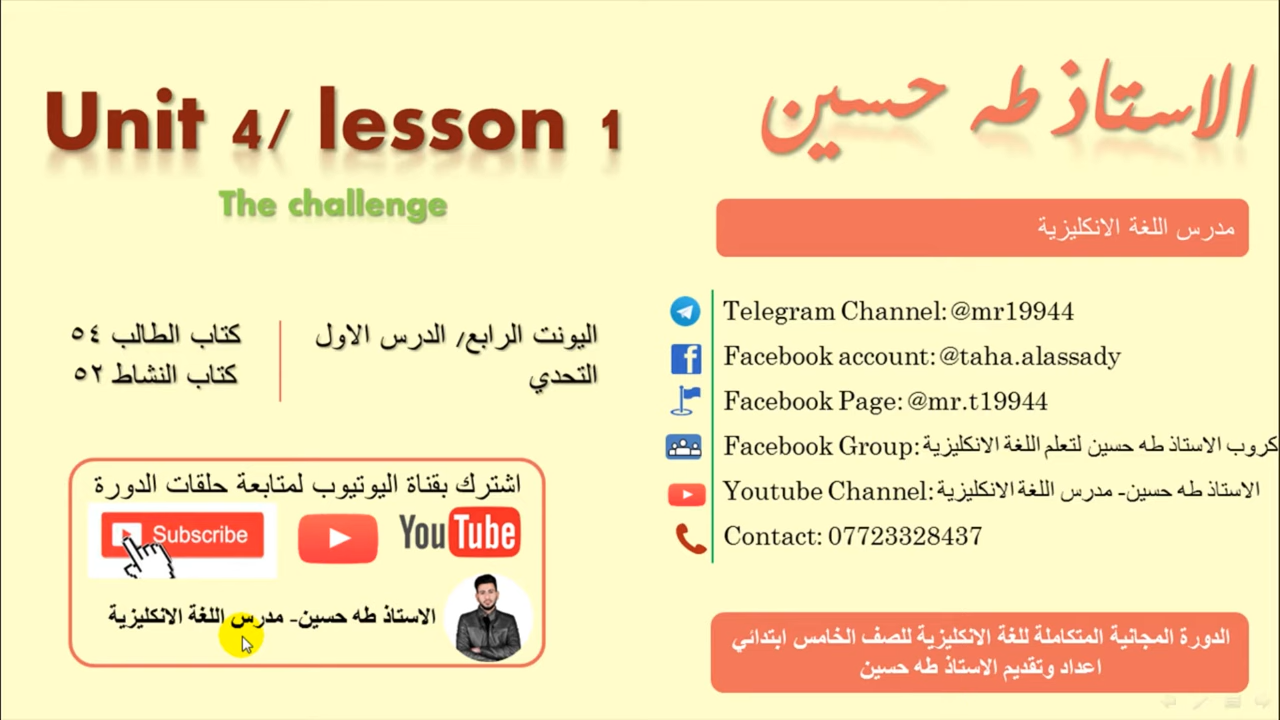 Unit 4/ lesson 1
The challenge
اليونت الرابع/ الدرس الاول
التحدي
كتاب الطالب ٥٤
كتاب النشاط ٥٢
اشترك بقناة اليوتيوب لمتابعة حلقات الدورة
Subscribe
YouTube
الاستاذ طه حسين- مدرس اللغة الانكليزية
الاستاذ طه حسين
مدرس اللغة الانكليزية
Telegram Channel: @mr19944
Facebook account: @taha.alassady
Facebook Page: @mr.t19944
Facebook Group: كروب الاستاذ طه حسين لتعلم اللغة الانكليزية
Youtube Channel: الاستاذ طه حسين- مدرس اللغة الانكليزية
Contact: 07723328437
الدورة المجانية المتكاملة للغة الانكليزية للصف الخامس ابتدائي
اعداد وتقديم الاستاذ طه حسين